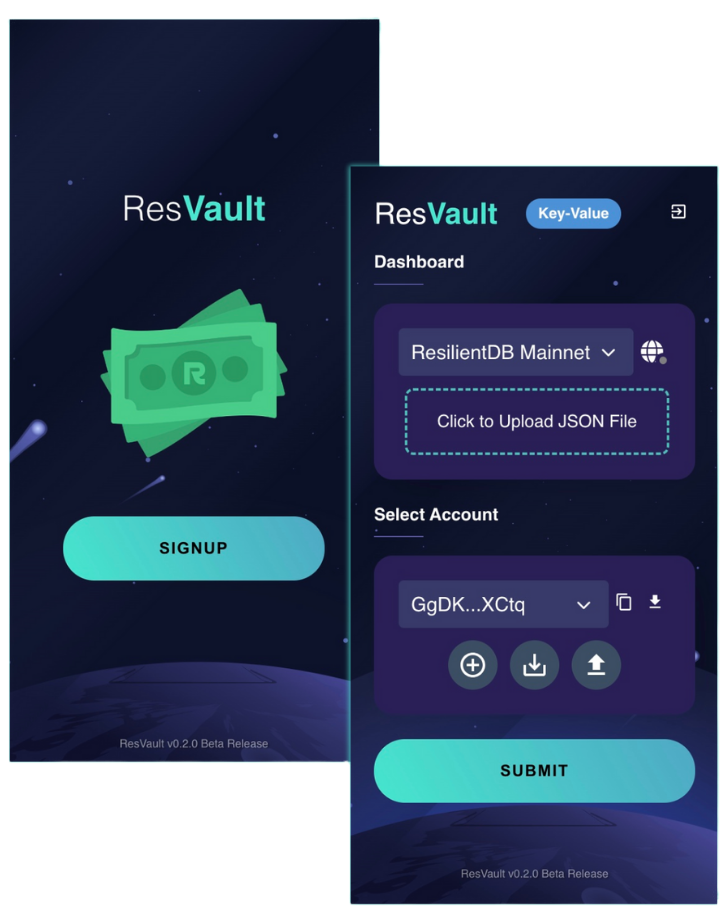 ResVault
SIGNUP
ResVault v0.2.0 Beta Release
ResVault
Key-Value
Dashboard
ResilientDB Mainnet
Click to Upload JSON File
Select Account
GgDK...XCtq
SUBMIT
ResVault v0.2.0 Beta Release